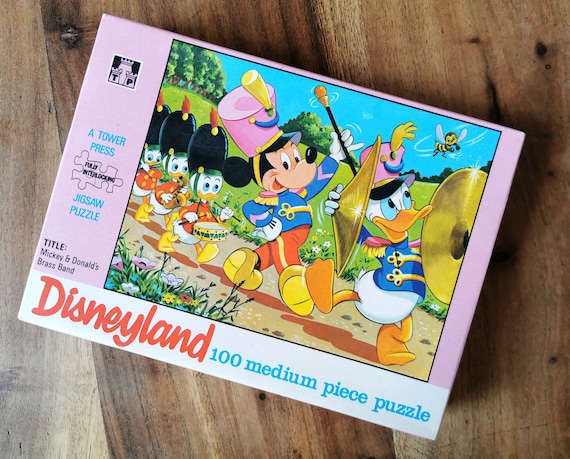 T P
A TOWER
PRESS
FULLY
INTERLOCKING
JIGSAW
PUZZLE
TITLE:
Mickey & Donald's
Brass Band
Disneyland
100 medium piece puzzle